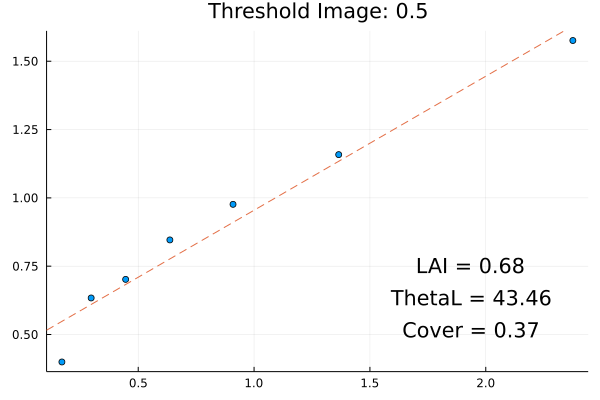 Threshold Image: 0.5
1.50
1.25
1.00
0.75
0.50
LAI = 0.68
ThetaL = 43.46
Cover = 0.37
0.5
1.0
1.5
2.0